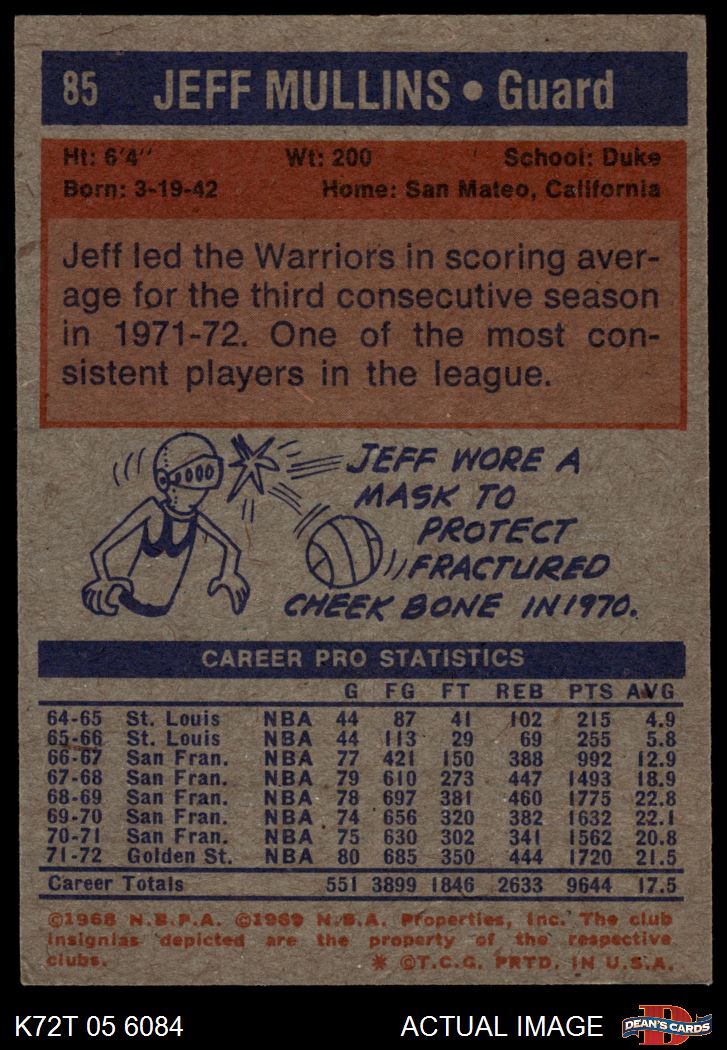 85 JEFF MULLINS • Guard
Ht: 6'4" Wt: 200 School: Duke
Born: 3-19-42 Home: San Mateo, California
Jeff led the Warriors in scoring aver-
age for the third consecutive season
in 1971-72. One of the most con-
sistent players in the league.
JEFF WORE A
MASK TO
PROTECT
FRACTURED
CHEEK BONE IN 1970.
CAREER PRO STATISTICS
G FG FT REB PTS AVG
64-65 St. Louis NBA 44 87 41 102 215 4.9
65-66 St. Louis NBA 44 113 29 69 255 5.8
66-67 San Fran. NBA 77 421 150 388 992 12.9
67-68 San Fran. NBA 79 610 273 447 1493 18.9
68-69 San Fran. NBA 78 697 381 460 1775 22.8
69-70 San Fran. NBA 74 656 320 382 1632 22.1
70-71 San Fran. NBA 75 630 302 341 1562 20.8
71-72 Golden St. NBA 80 685 350 444 1720 21.5
Career Totals 551 3899 1846 2633 9644 17.5
©1968 N.B.P.A. ©1969 N.B.A. Properties, Inc. The club
insignias depicted are the property of the respective
clubs. * ©T.C.G. PRTD. IN U.S.A.
K72T 05 6084 ACTUAL IMAGE D DEAN'S CARDS